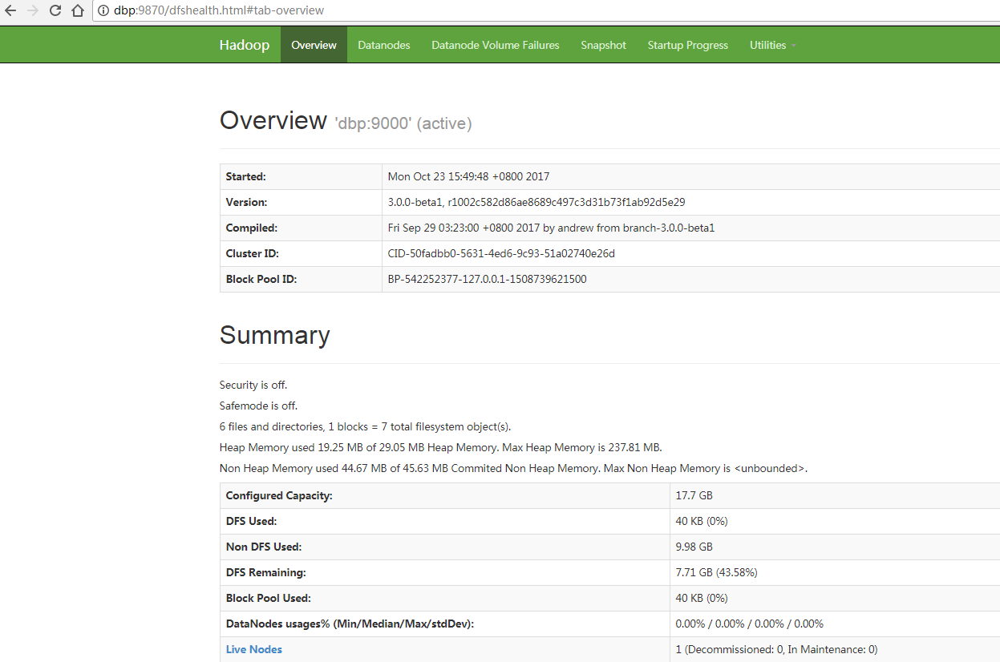 dbp:9870/dfshealth.html#tab-overview
Hadoop Overview Datanodes Datanode Volume Failures Snapshot Startup Progress Utilities
Overview 'dbp:9000' (active)
Started: Mon Oct 23 15:49:48 +0800 2017
Version: 3.0.0-beta1, r1002c582d86ae8689c497c3d31b73f1ab92d5e29
Compiled: Fri Sep 29 03:23:00 +0800 2017 by andrew from branch-3.0.0-beta1
Cluster ID: CID-50fadbb0-5631-4ed6-9c93-51a02740e26d
Block Pool ID: BP-542252377-127.0.0.1-1508739621500
Summary
Security is off.
Safemode is off.
6 files and directories, 1 blocks = 7 total filesystem object(s).
Heap Memory used 19.25 MB of 29.05 MB Heap Memory. Max Heap Memory is 237.81 MB.
Non Heap Memory used 44.67 MB of 45.63 MB Commited Non Heap Memory. Max Non Heap Memory is <unbounded>.
Configured Capacity: 17.7 GB
DFS Used: 40 KB (0%)
Non DFS Used: 9.98 GB
DFS Remaining: 7.71 GB (43.58%)
Block Pool Used: 40 KB (0%)
DataNodes usages% (Min/Median/Max/stdDev): 0.00% / 0.00% / 0.00% / 0.00%
Live Nodes 1 (Decommissioned: 0, In Maintenance: 0)